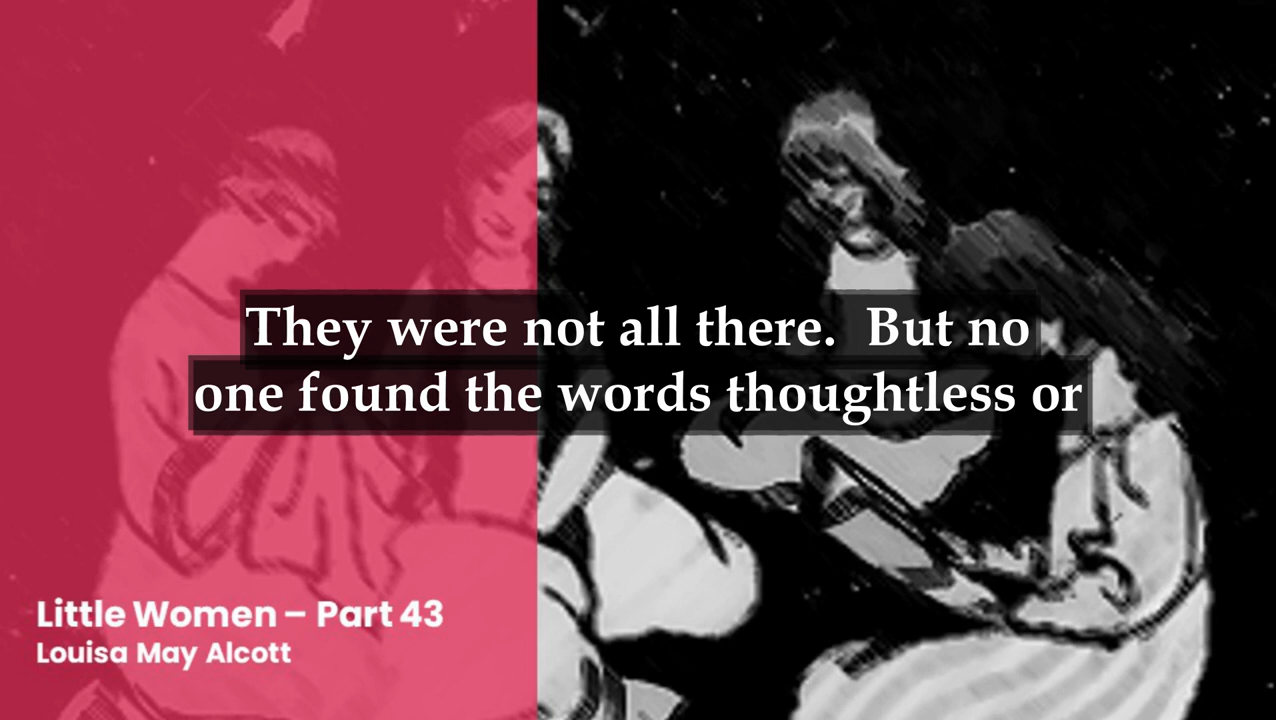 They were not all there.  But no
one found the words thoughtless or
Little Women – Part 43
Louisa May Alcott